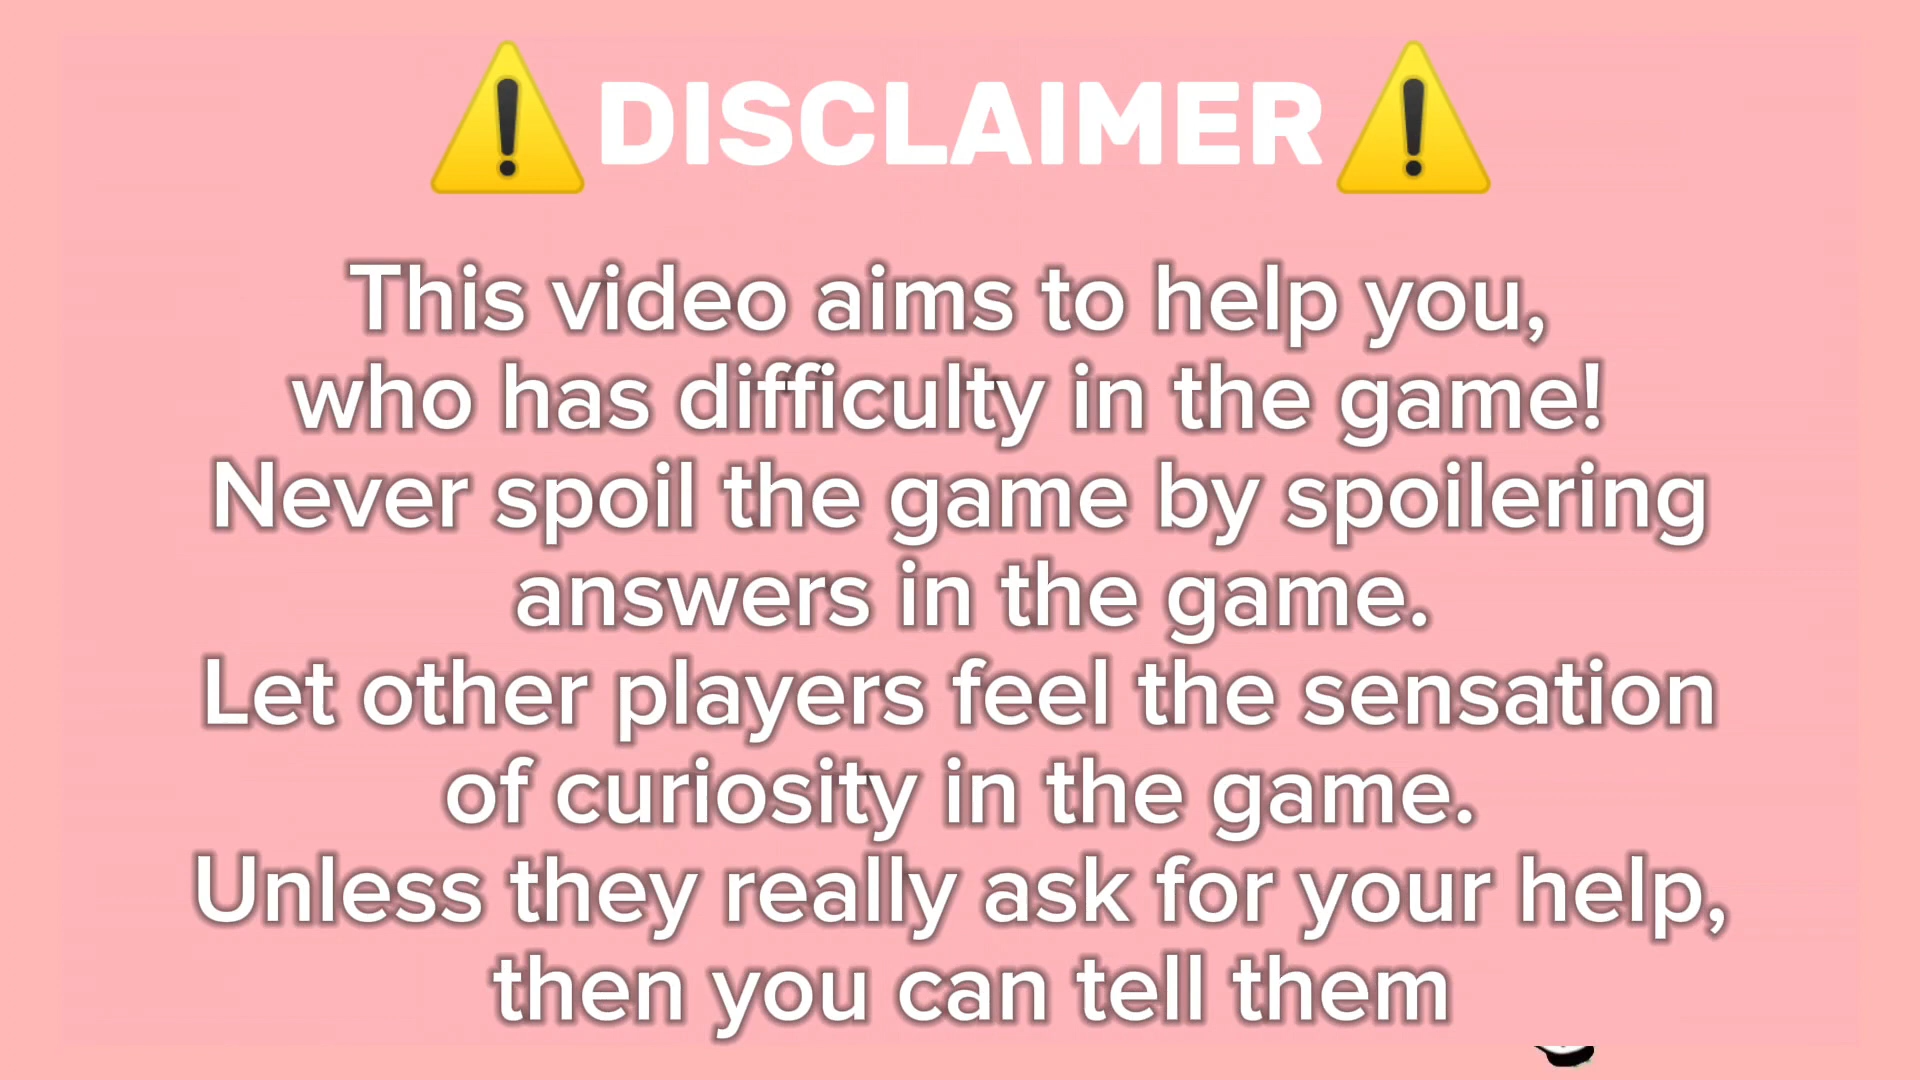 ⚠️DISCLAIMER⚠️
This video aims to help you,
who has difficulty in the game!
Never spoil the game by spoilering
answers in the game.
Let other players feel the sensation
of curiosity in the game.
Unless they really ask for your help,
then you can tell them